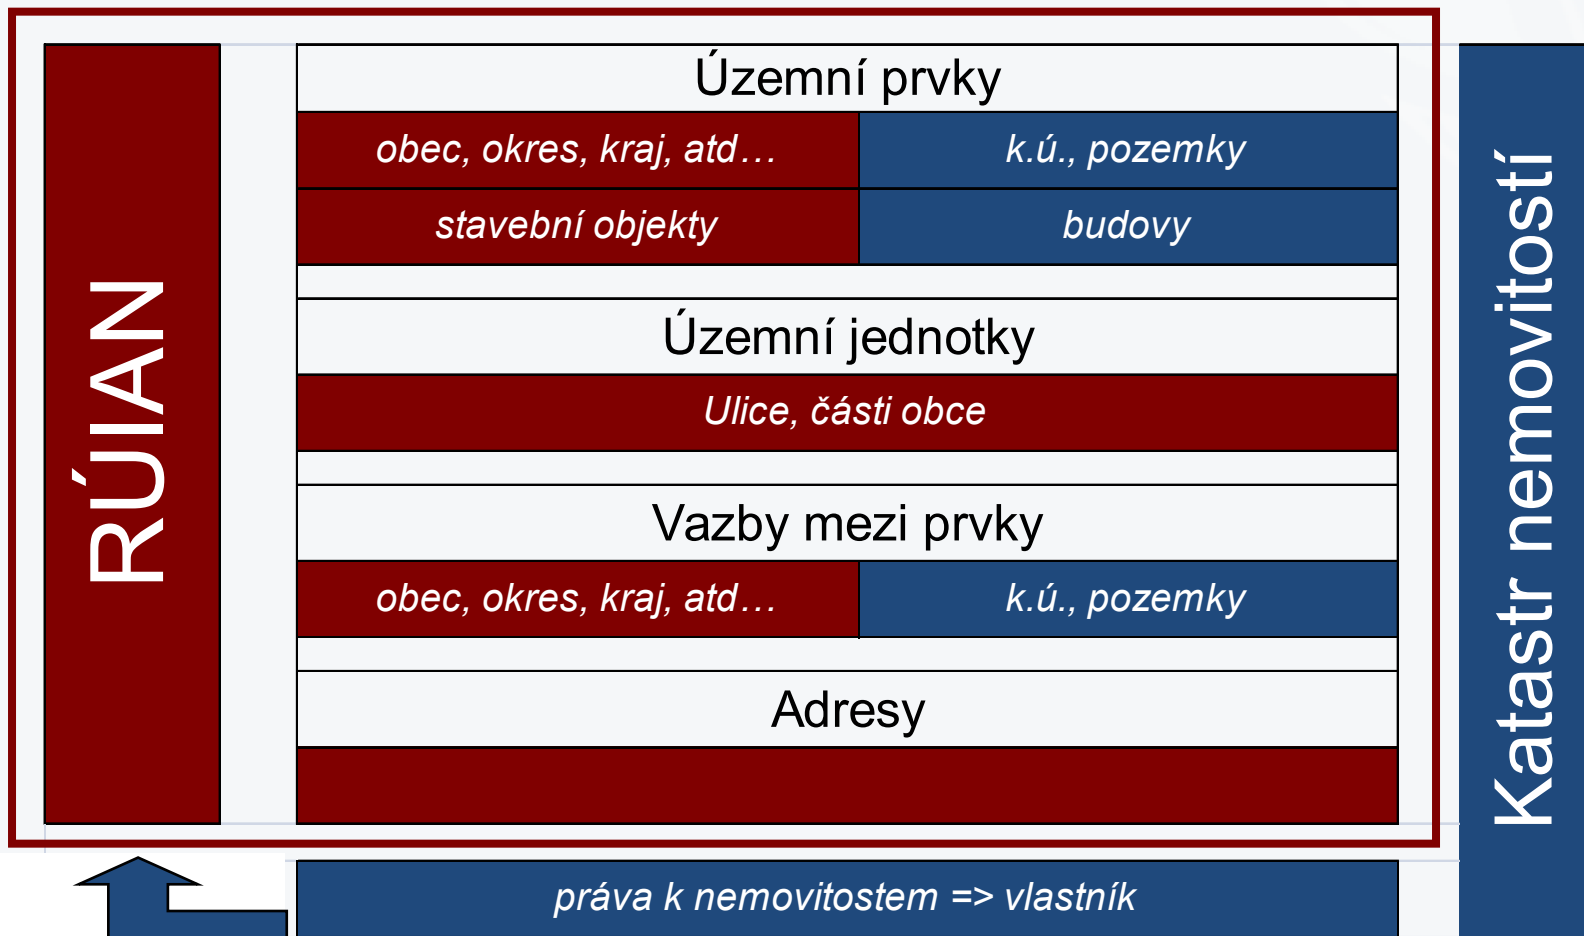 RÚIAN
Územní prvky
obec, okres, kraj, atd…
k.ú., pozemky
stavební objekty
budovy
Územní jednotky
Ulice, části obce
Vazby mezi prvky
obec, okres, kraj, atd…
k.ú., pozemky
Adresy
práva k nemovitostem => vlastník
Katastr nemovitostí